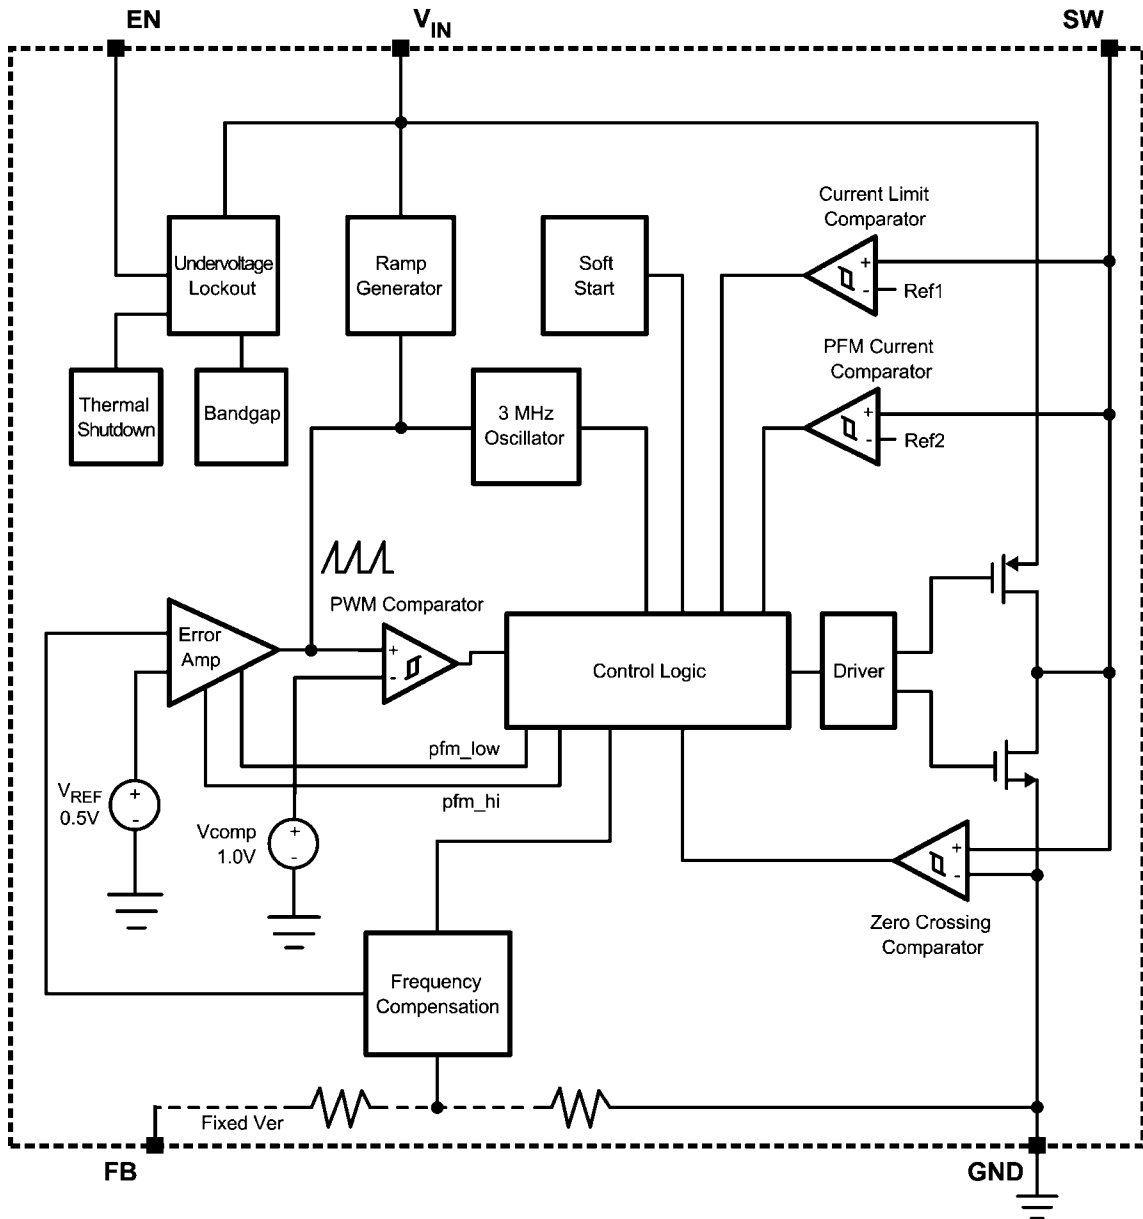 EN
VIN
SW
Current Limit
Comparator
+
-
Ref1
Undervoltage
Lockout
Ramp
Generator
Soft
Start
PFM Current
Comparator
+
-
Ref2
Thermal
Shutdown
Bandgap
3 MHz
Oscillator
PWM Comparator
Error
Amp
+
-
Control Logic
Driver
pfm_low
pfm_hi
VREF
0.5V
+
-
Vcomp
1.0V
+
-
+
-
Zero Crossing
Comparator
Frequency
Compensation
Fixed Ver
FB
GND